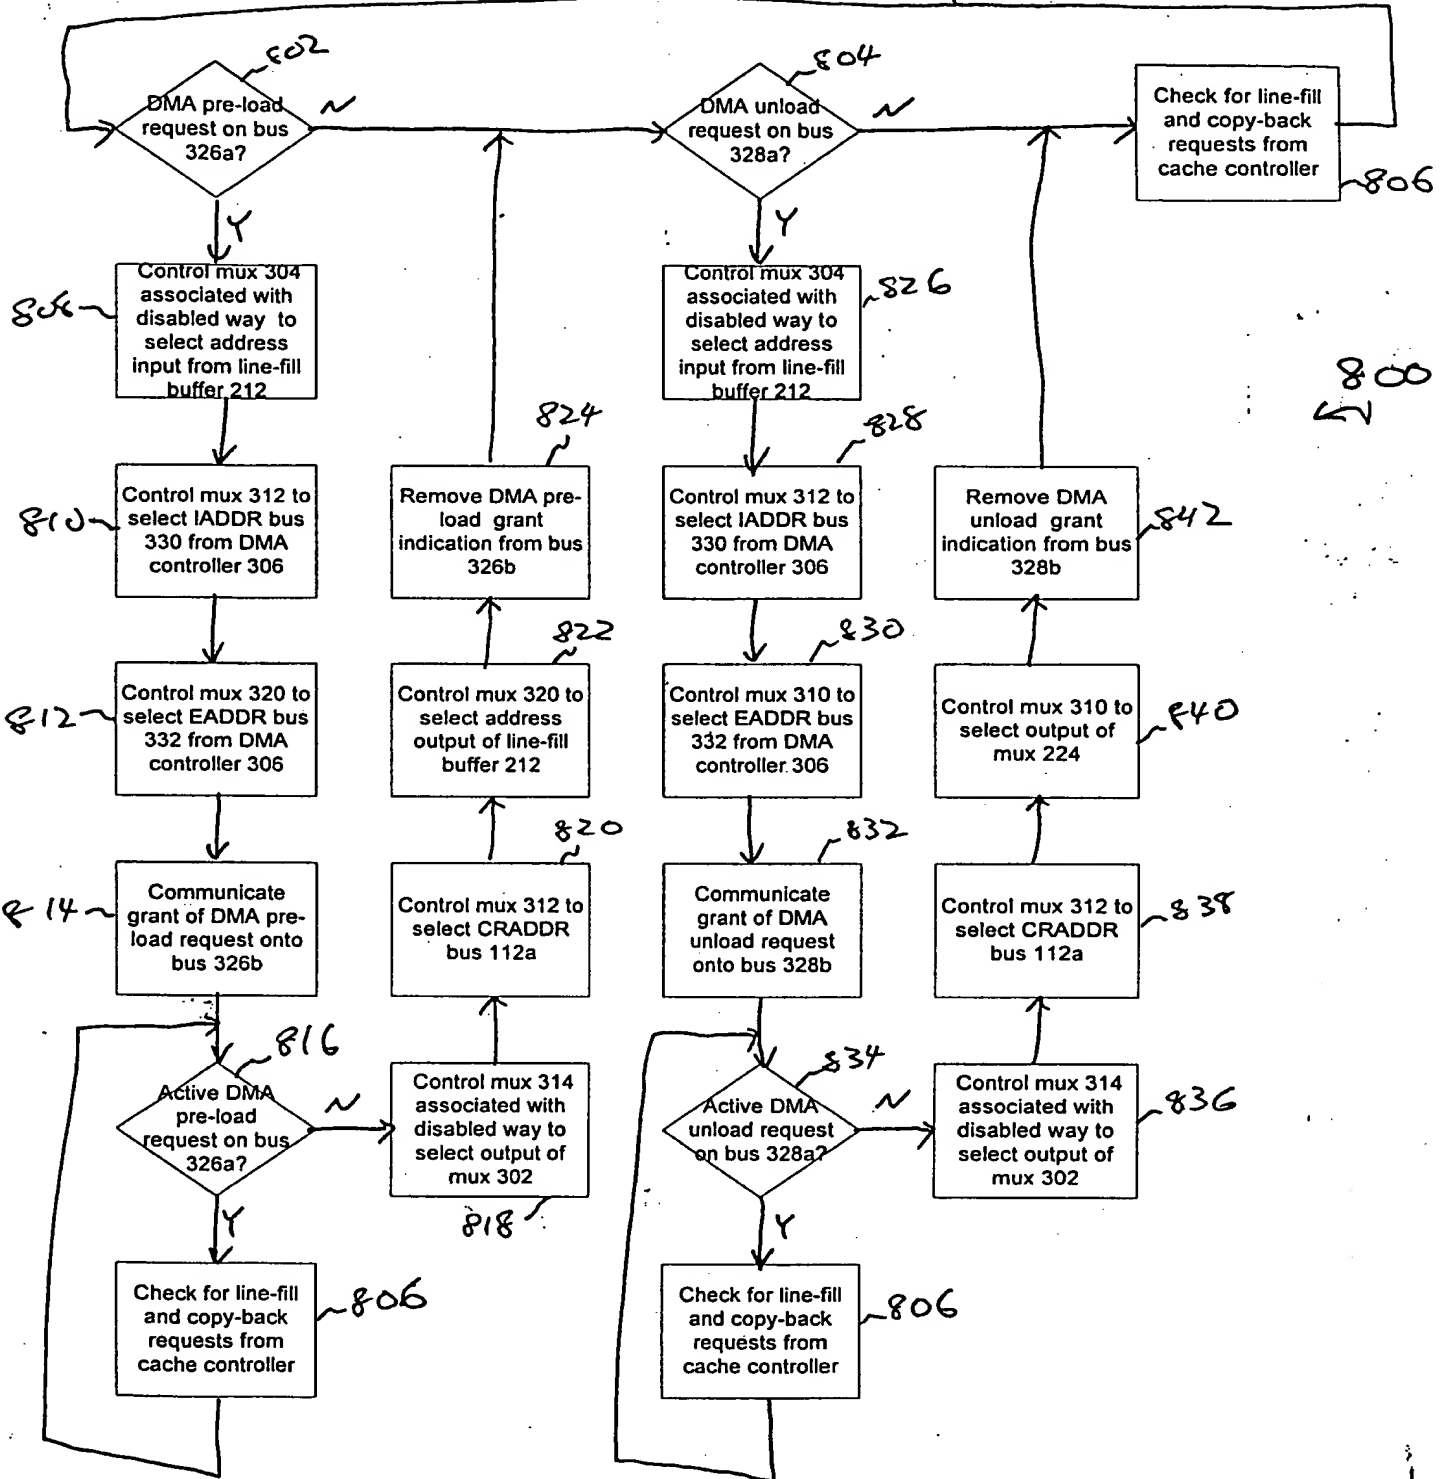 802
DMA pre-load
request on bus
326a?
N
Y
804
DMA unload
request on bus
328a?
N
Y
Check for line-fill
and copy-back
requests from
cache controller
806
808
Control mux 304
associated with
disabled way to
select address
input from line-fill
buffer 212
826
Control mux 304
associated with
disabled way to
select address
input from line-fill
buffer 212
800
810
Control mux 312 to
select IADDR bus
330 from DMA
controller 306
824
Remove DMA pre-
load grant
indication from bus
326b
828
Control mux 312 to
select IADDR bus
330 from DMA
controller 306
842
Remove DMA
unload grant
indication from bus
328b
812
Control mux 320 to
select EADDR bus
332 from DMA
controller 306
822
Control mux 320 to
select address
output of line-fill
buffer 212
830
Control mux 310 to
select EADDR bus
332 from DMA
controller 306
840
Control mux 310 to
select output of
mux 224
814
Communicate
grant of DMA pre-
load request onto
bus 326b
820
Control mux 312 to
select CRADDR
bus 112a
832
Communicate
grant of DMA
unload request
onto bus 328b
838
Control mux 312 to
select CRADDR
bus 112a
816
Active DMA
pre-load
request on bus
326a?
N
Y
Control mux 314
associated with
disabled way to
select output of
mux 302
818
834
Active DMA
unload request
on bus 328a?
N
Y
Control mux 314
associated with
disabled way to
select output of
mux 302
836
Check for line-fill
and copy-back
requests from
cache controller
806
Check for line-fill
and copy-back
requests from
cache controller
806